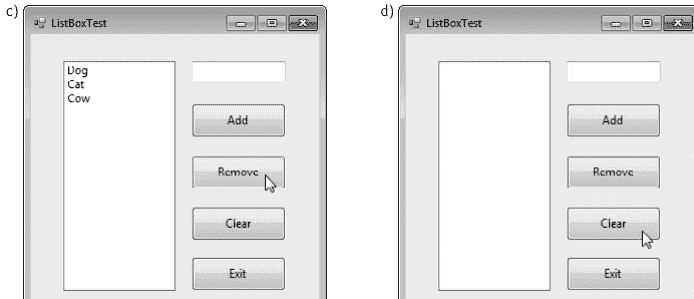 c) ListBoxTest
Dog
Cat
Cow
Add
Remove
Clear
Exit
d) ListBoxTest
Add
Remove
Clear
Exit